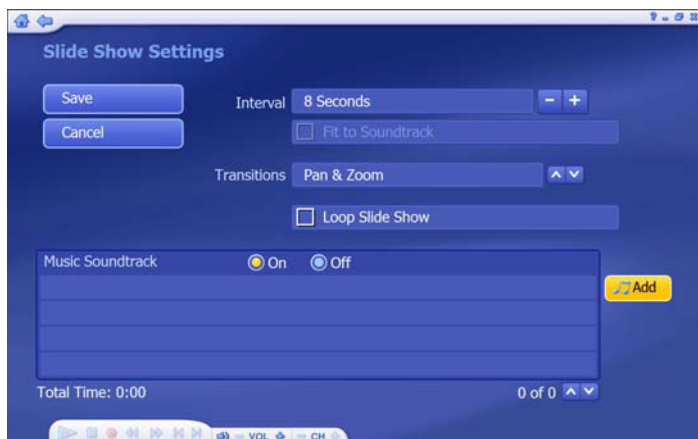 Slide Show Settings
Save
Interval 8 Seconds - +
Cancel
Fit to Soundtrack
Transitions Pan & Zoom
Loop Slide Show
Music Soundtrack On Off
Add
Total Time: 0:00 0 of 0
VOL CH